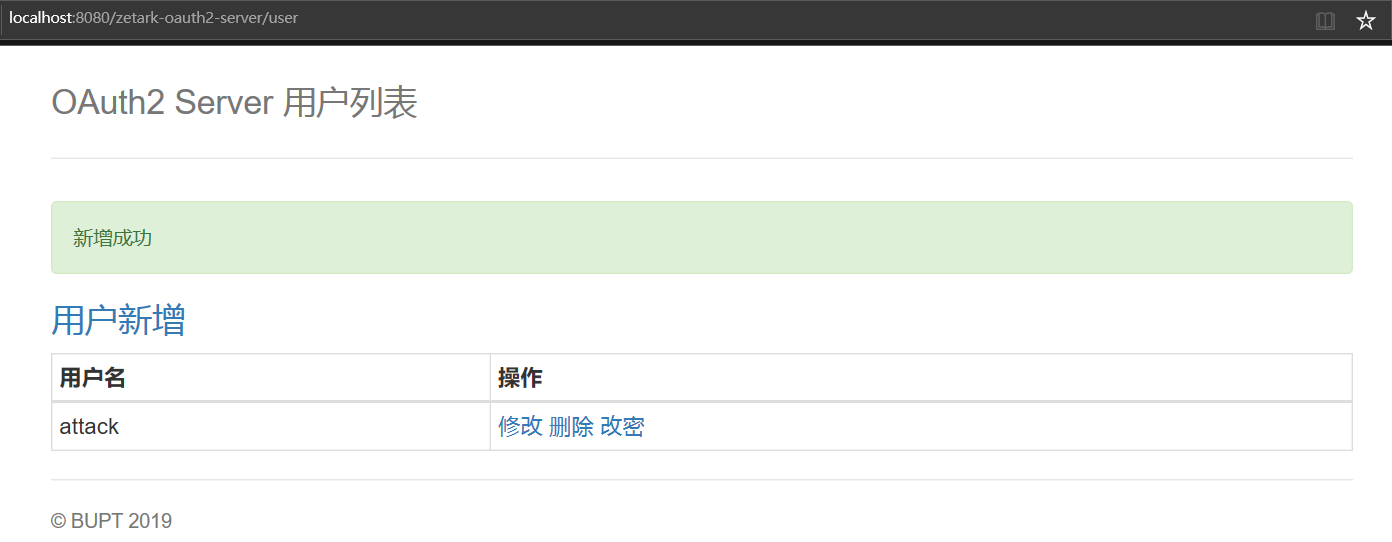 localhost:8080/zetark-oauth2-server/user
OAuth2 Server 用户列表
新增成功
用户新增
用户名 操作
attack 修改 删除 改密
© BUPT 2019